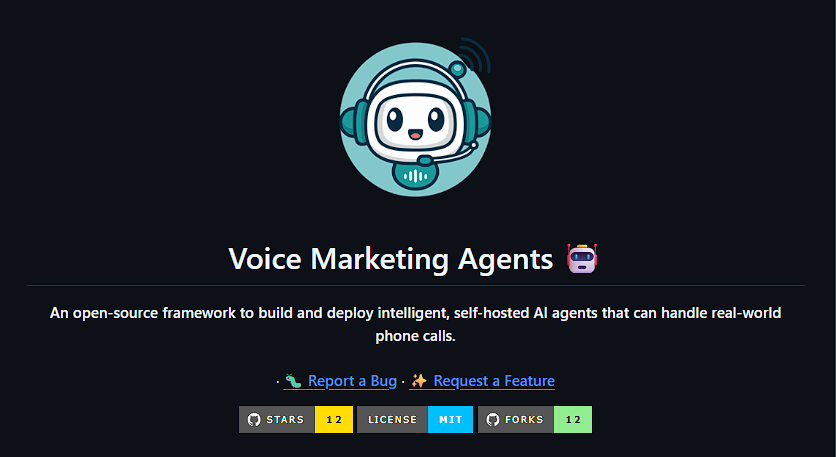 Voice Marketing Agents
An open-source framework to build and deploy intelligent, self-hosted AI agents that can handle real-world
phone calls.
· Report a Bug · Request a Feature
STARS 12 LICENSE MIT FORKS 12